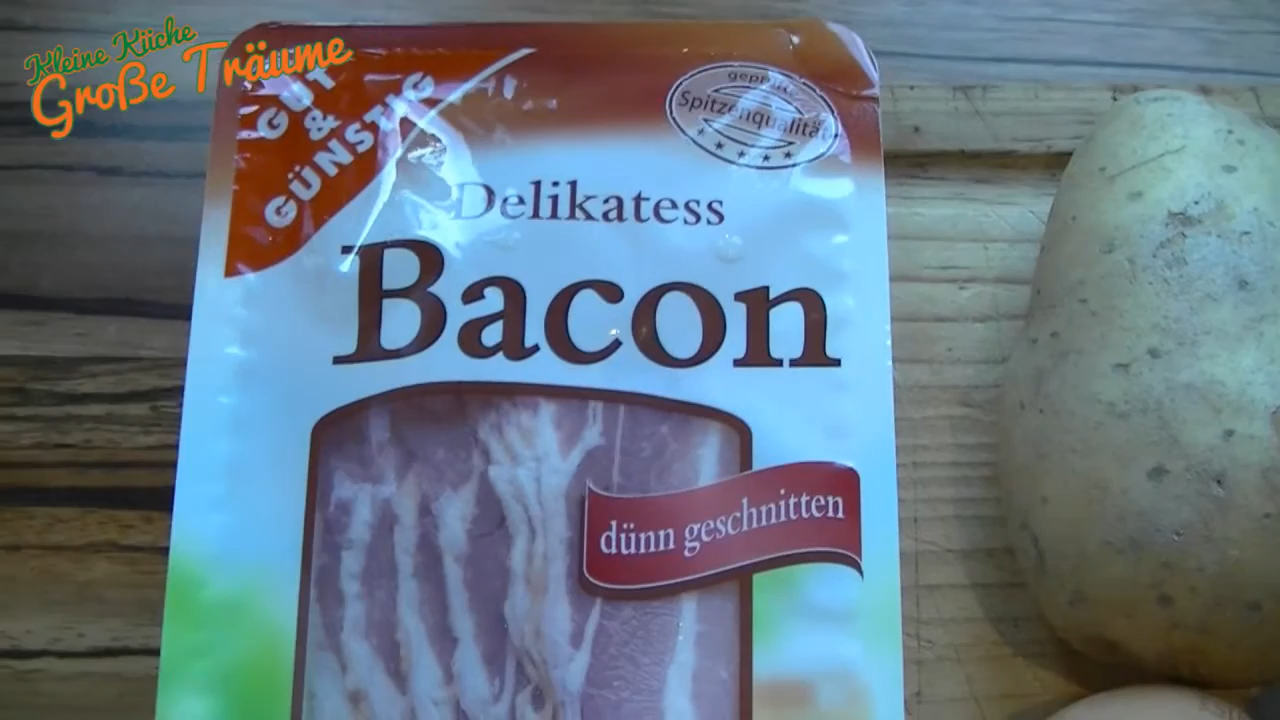 Kleine Küche
Große Träume
GUT
&
GÜNSTIG
geprüfte
Spitzenqualität
Delikatess
Bacon
dünn geschnitten